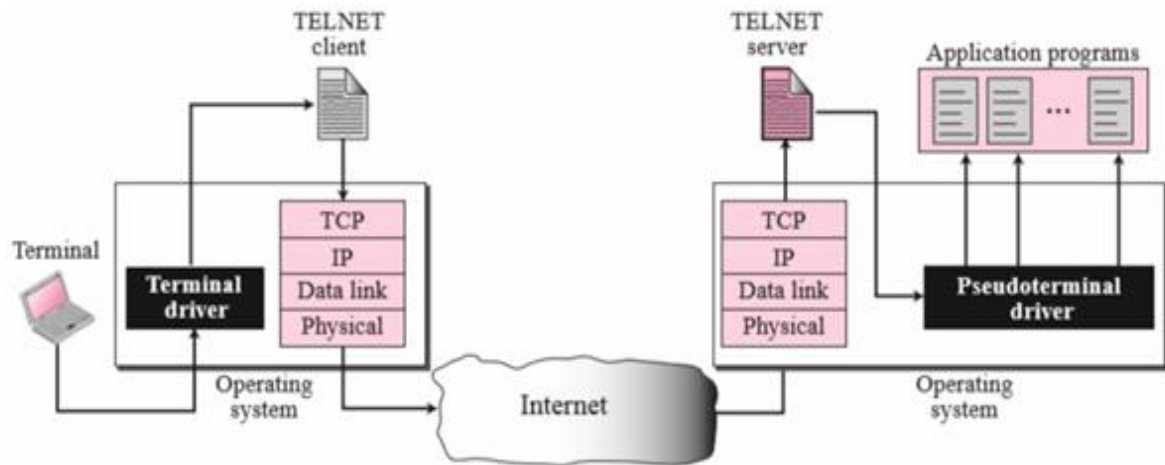 TELNET
client
TELNET
server
Application programs
...
Terminal
Terminal
driver
TCP
IP
Data link
Physical
Operating
system
Internet
TCP
IP
Data link
Physical
Pseudoterminal
driver
Operating
system